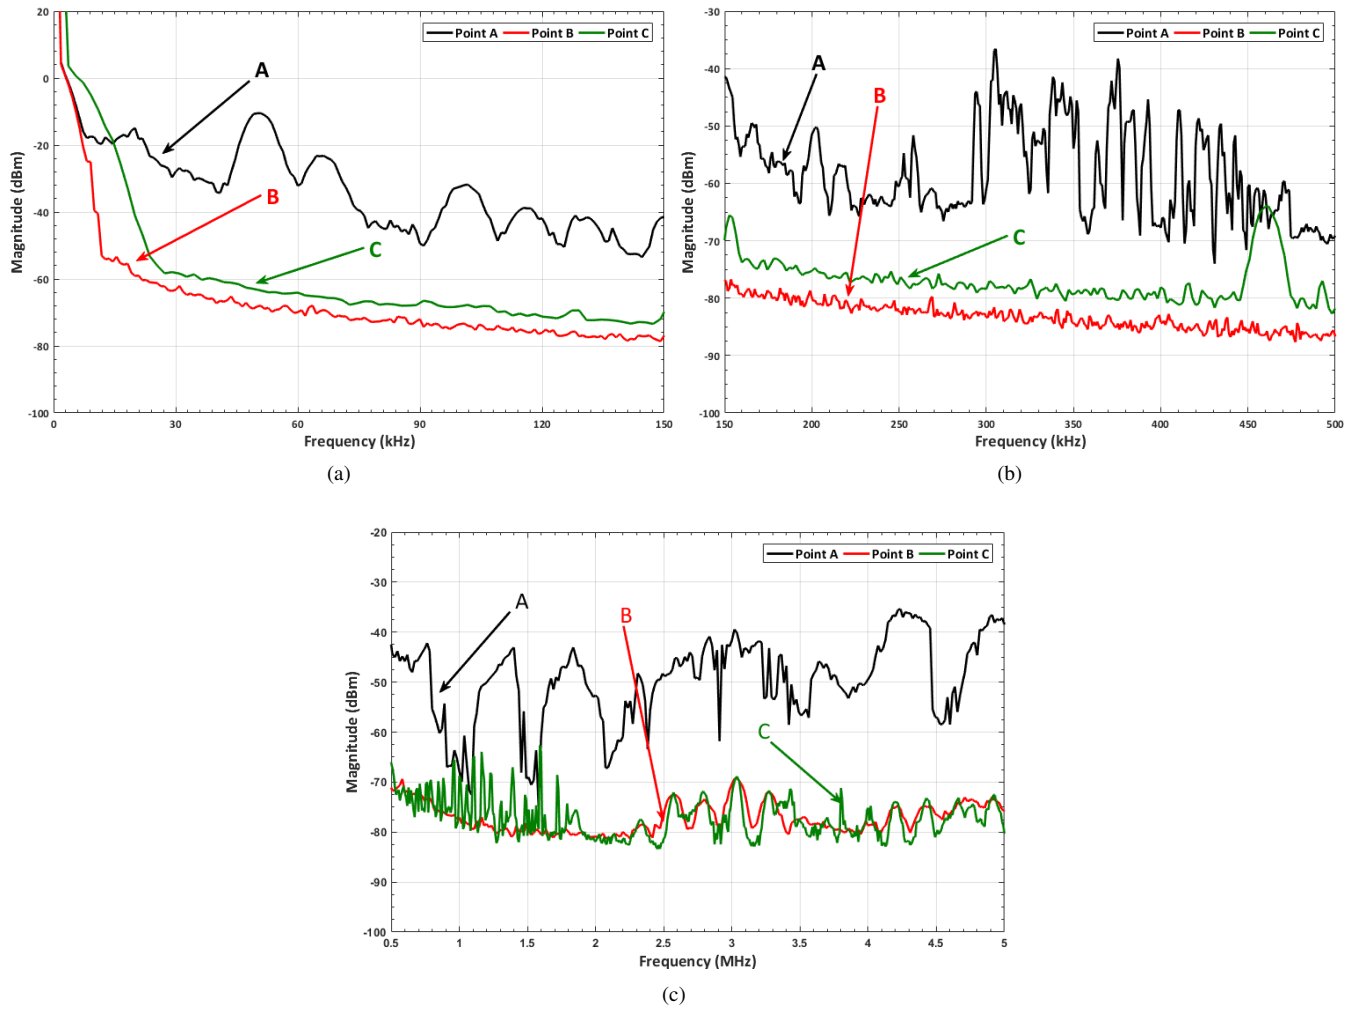 20
0
-20
-40
-60
-80
-100
Magnitude (dBm)
Point A Point B Point C
A
B
C
0 30 60 90 120 150
Frequency (kHz)
(a)
-30
-40
-50
-60
-70
-80
-90
-100
Magnitude (dBm)
Point A Point B Point C
A
B
C
150 200 250 300 350 400 450 500
Frequency (kHz)
(b)
-20
-30
-40
-50
-60
-70
-80
-90
-100
Magnitude (dBm)
Point A Point B Point C
A
B
C
0.5 1 1.5 2 2.5 3 3.5 4 4.5 5
Frequency (MHz)
(c)